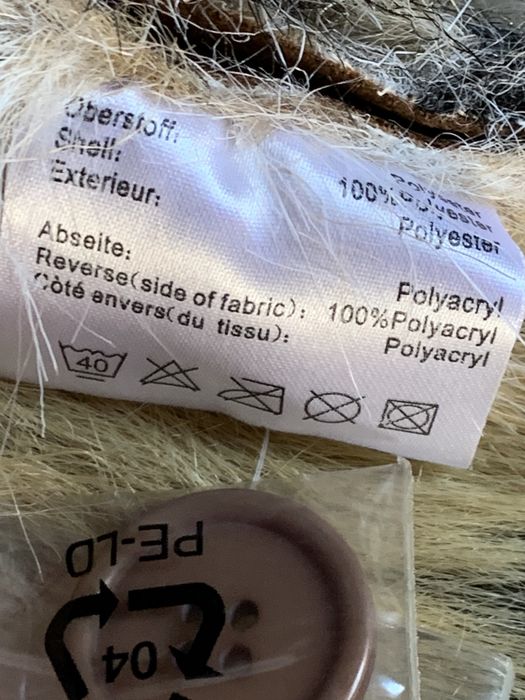 Oberstoff:
Shell:
Exterieur:
Polyester
100%Polyester
Polyester
Abseite:
Reverse(side of fabric):
Côté envers(du tissu):
Polyacryl
100%Polyacryl
Polyacryl
40
PE-LD
04